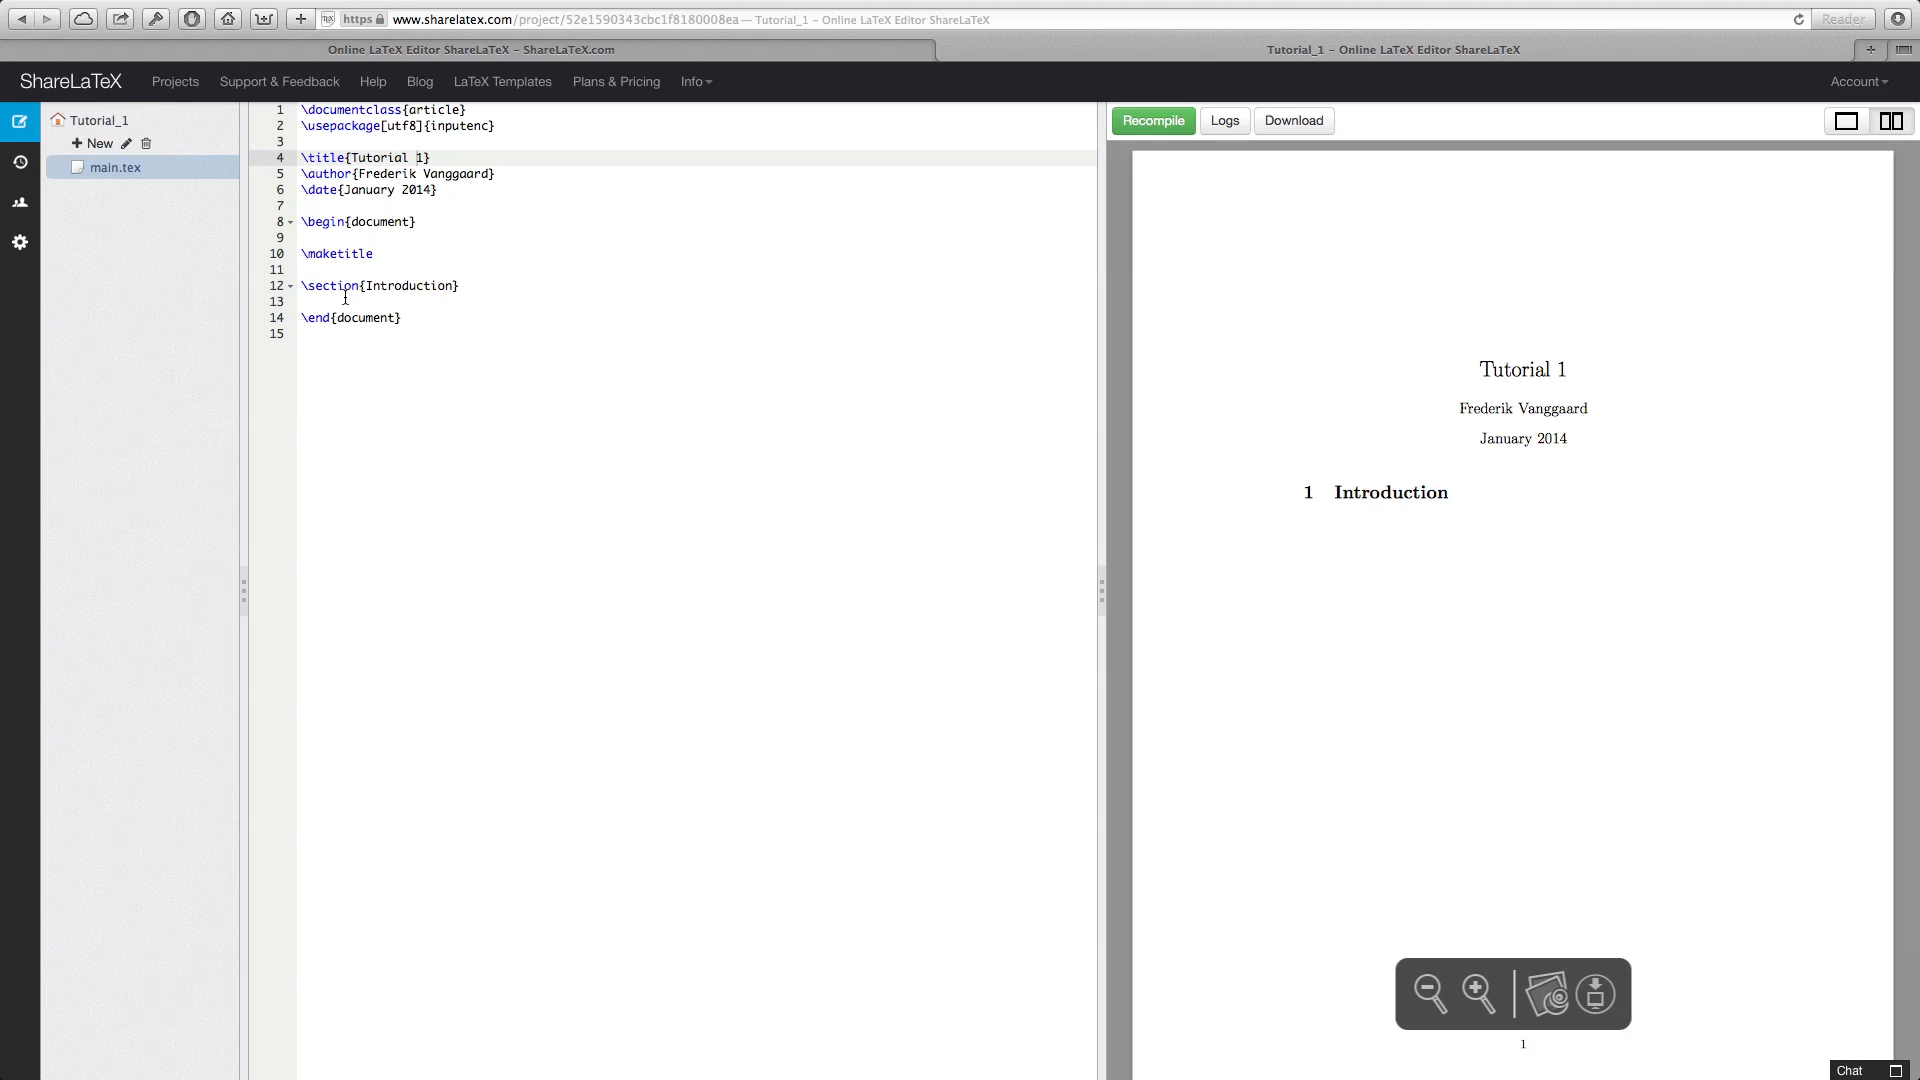 https www.sharelatex.com/project/52e1590343cbc1f8180008ea — Tutorial_1 – Online LaTeX Editor ShareLaTeX Reader
Online LaTeX Editor ShareLaTeX – ShareLaTeX.com
Tutorial_1 – Online LaTeX Editor ShareLaTeX
ShareLaTeX Projects Support & Feedback Help Blog LaTeX Templates Plans & Pricing Info Account
Tutorial_1
New
main.tex
1 \documentclass{article}
2 \usepackage[utf8]{inputenc}
3
4 \title{Tutorial 1}
5 \author{Frederik Vanggaard}
6 \date{January 2014}
7
8 \begin{document}
9
10 \maketitle
11
12 \section{Introduction}
13
14 \end{document}
15
Recompile Logs Download
Tutorial 1
Frederik Vanggaard
January 2014
1 Introduction
1
Chat